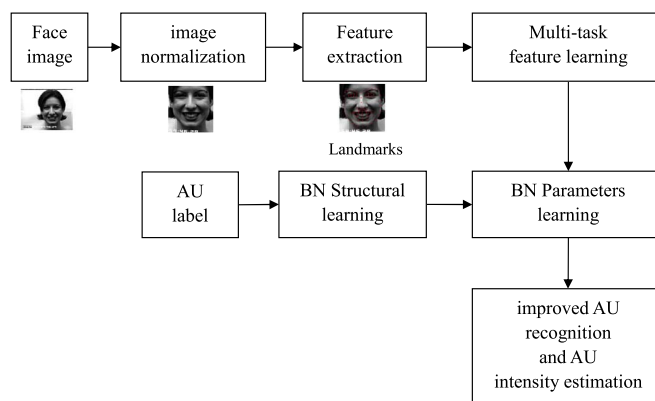 Face
image
image
normalization
Feature
extraction
Multi-task
feature learning
Landmarks
AU
label
BN Structural
learning
BN Parameters
learning
improved AU
recognition
and AU
intensity estimation